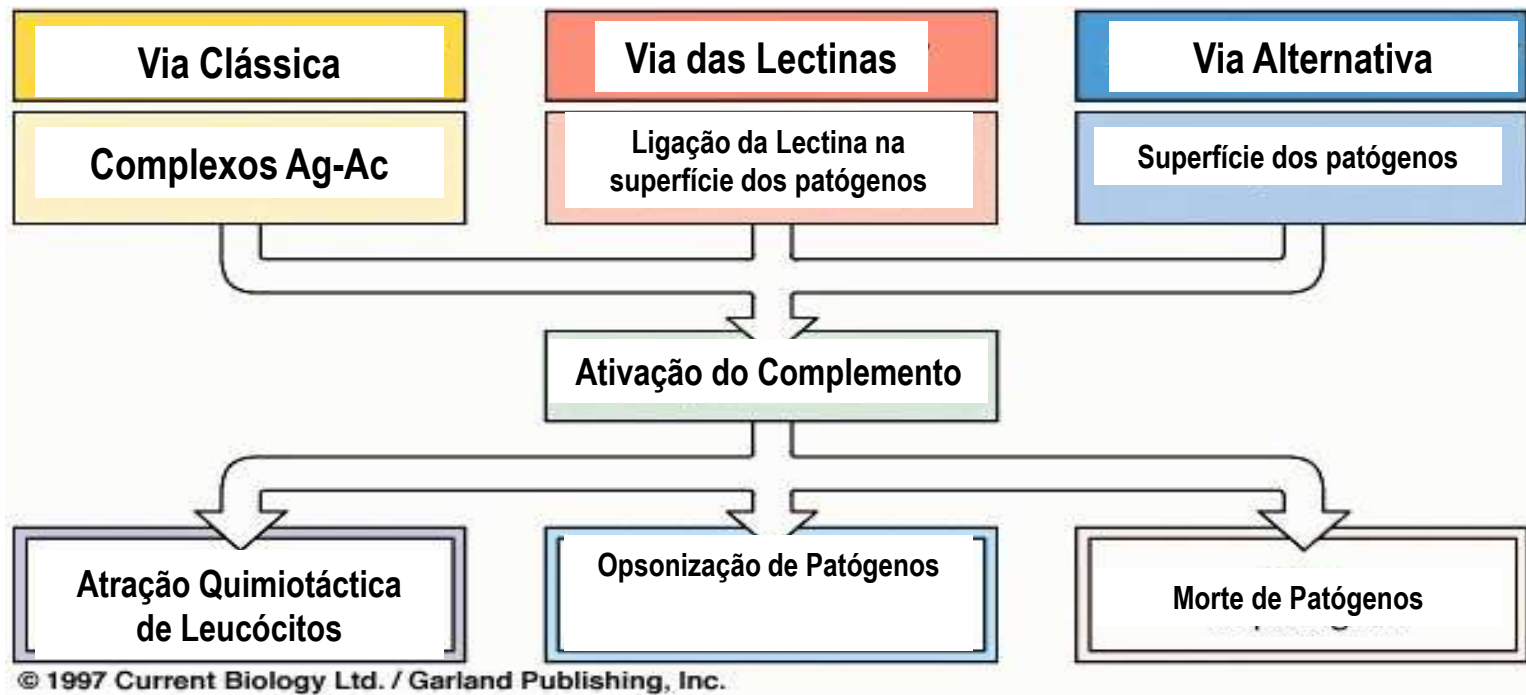 Via Clássica
Via das Lectinas
Via Alternativa
Complexos Ag-Ac
Ligação da Lectina na
superfície dos patógenos
Superfície dos patógenos
Ativação do Complemento
Atração Quimiotáctica
de Leucócitos
Opsonização de Patógenos
Morte de Patógenos
© 1997 Current Biology Ltd. / Garland Publishing, Inc.